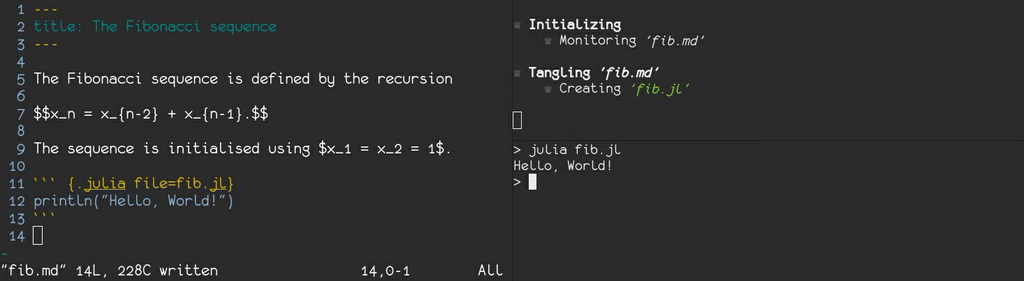 1 ---
2 title: The Fibonacci sequence
3 ---
4
5 The Fibonacci sequence is defined by the recursion
6
7 $$x_n = x_{n-2} + x_{n-1}.$$
8
9 The sequence is initialised using $x_1 = x_2 = 1$.
10
11 ``` {.julia file=fib.jl}
12 println("Hello, World!")
13 ```
14
~
"fib.md" 14L, 228C written 14,0-1 All
Initializing
Monitoring ‘fib.md’
Tangling ‘fib.md’
Creating ‘fib.jl’
> julia fib.jl
Hello, World!
>